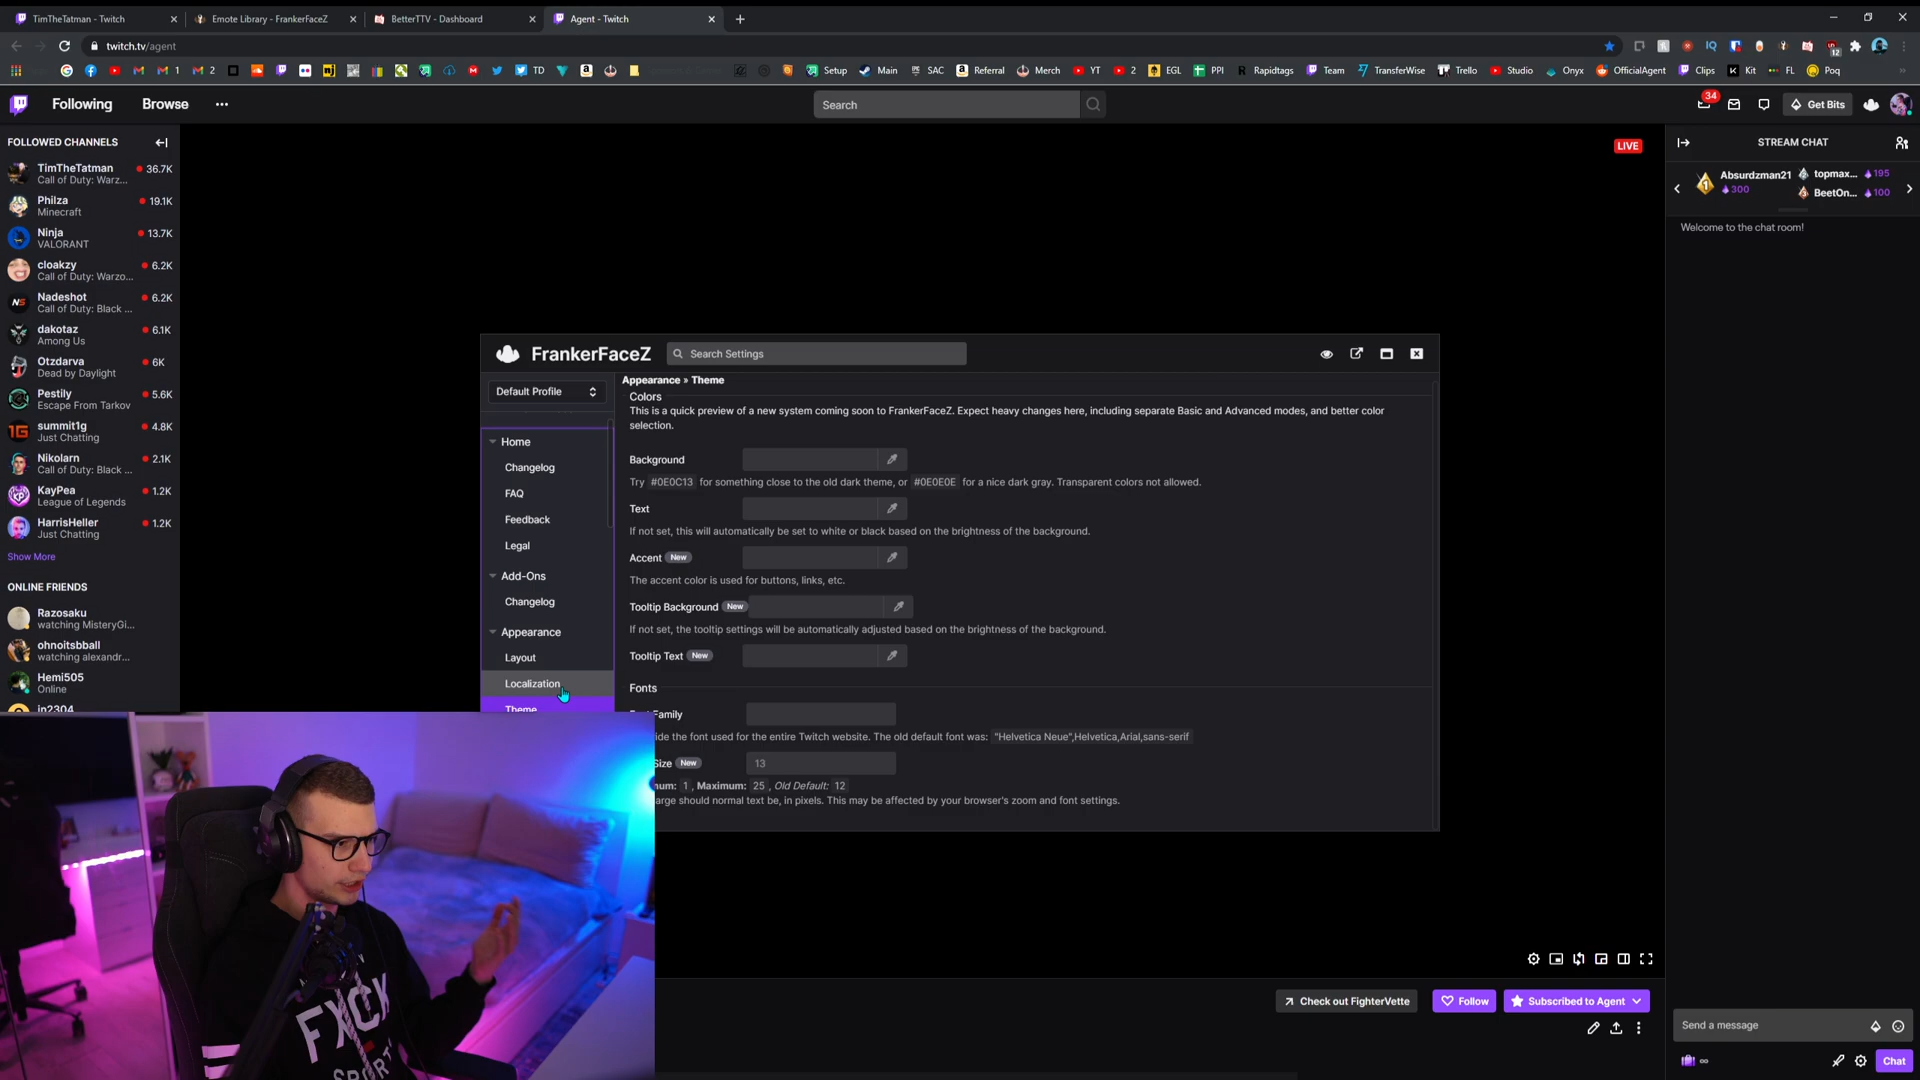 TimTheTatman - Twitch
Emote Library - FrankerFaceZ
BetterTTV - Dashboard
Agent - Twitch
twitch.tv/agent
12
1
2
TD
Setup
Main
SAC
Referral
Merch
YT
2
EGL
PPI
Rapidtags
Team
TransferWise
Trello
Studio
Onyx
OfficialAgent
Clips
Kit
FL
Poq
Following
Browse
Search
34
Get Bits
FOLLOWED CHANNELS
TimTheTatman
36.7K
Call of Duty: Warz...
Philza
19.1K
Minecraft
Ninja
13.7K
VALORANT
cloakzy
6.2K
Call of Duty: Warzo...
Nadeshot
6.2K
Call of Duty: Black ...
dakotaz
6.1K
Among Us
Otzdarva
6K
Dead by Daylight
Pestily
5.6K
Escape From Tarkov
summit1g
4.8K
Just Chatting
Nikolarn
2.1K
Call of Duty: Black ...
KayPea
1.2K
League of Legends
HarrisHeller
1.2K
Just Chatting
Show More
ONLINE FRIENDS
Razosaku
watching MisteryGi...
ohnoitsbball
watching alexandr...
Hemi505
Online
in2304
LIVE
STREAM CHAT
1
Absurdzman21
300
topmax...
195
BeetOn...
100
Welcome to the chat room!
FrankerFaceZ
Search Settings
Default Profile
Home
Changelog
FAQ
Feedback
Legal
Add-Ons
Changelog
Appearance
Layout
Localization
Theme
Appearance » Theme
Colors
This is a quick preview of a new system coming soon to FrankerFaceZ. Expect heavy changes here, including separate Basic and Advanced modes, and better color
selection.
Background
Try #0E0C13 for something close to the old dark theme, or #0E0E0E for a nice dark gray. Transparent colors not allowed.
Text
If not set, this will automatically be set to white or black based on the brightness of the background.
Accent New
The accent color is used for buttons, links, etc.
Tooltip Background New
If not set, the tooltip settings will be automatically adjusted based on the brightness of the background.
Tooltip Text New
Fonts
Family
ide the font used for the entire Twitch website. The old default font was: "Helvetica Neue",Helvetica,Arial,sans-serif
Size New
13
num: 1 , Maximum: 25 , Old Default: 12
arge should normal text be, in pixels. This may be affected by your browser's zoom and font settings.
Check out FighterVette
Follow
Subscribed to Agent
Send a message
Chat
FXCK
SPORT